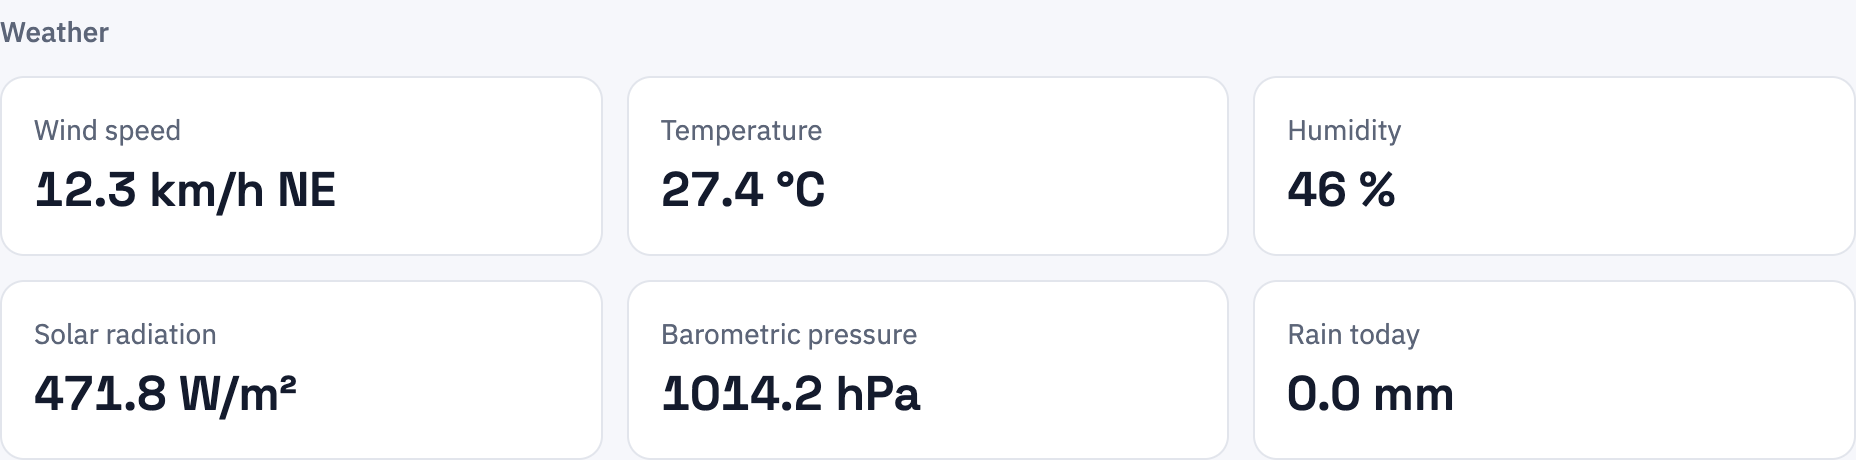 Weather
Wind speed
12.3 km/h NE
Temperature
27.4 °C
Humidity
46 %
Solar radiation
471.8 W/m²
Barometric pressure
1014.2 hPa
Rain today
0.0 mm